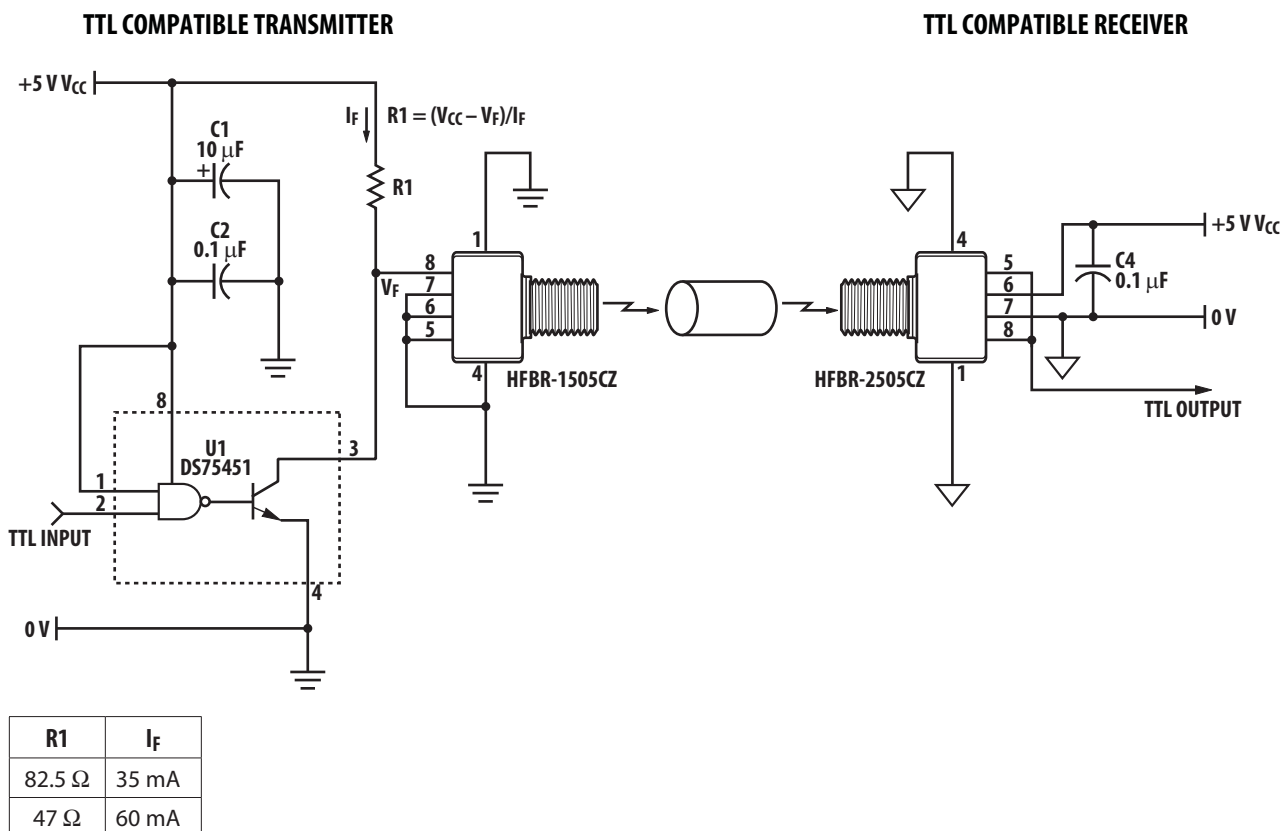 TTL COMPATIBLE TRANSMITTER
TTL COMPATIBLE RECEIVER
+5 V VCC
IF
R1 = (VCC – VF)/IF
C1
10 µF
+
R1
C2
0.1 µF
1
8
VF
7
6
5
4
HFBR-1505CZ
4
5
6
7
8
1
HFBR-2505CZ
+5 V VCC
C4
0.1 µF
0 V
TTL OUTPUT
8
U1
DS75451
3
1
2
TTL INPUT
4
0 V
R1 IF
82.5 Ω 35 mA
47 Ω 60 mA